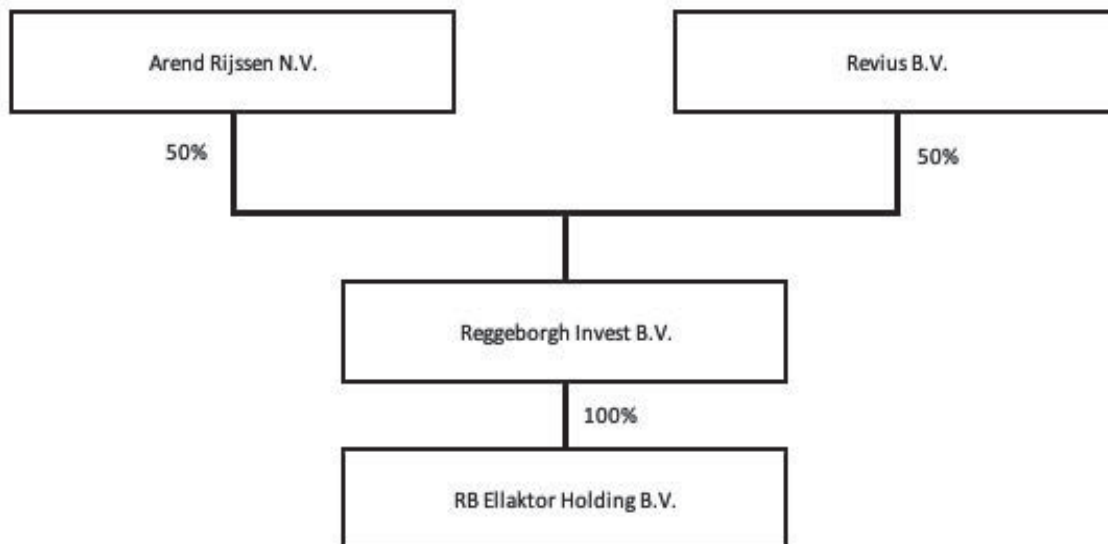 Arend Rijssen N.V.
Revius B.V.
50%
50%
Reggeborgh Invest B.V.
100%
RB Ellaktor Holding B.V.